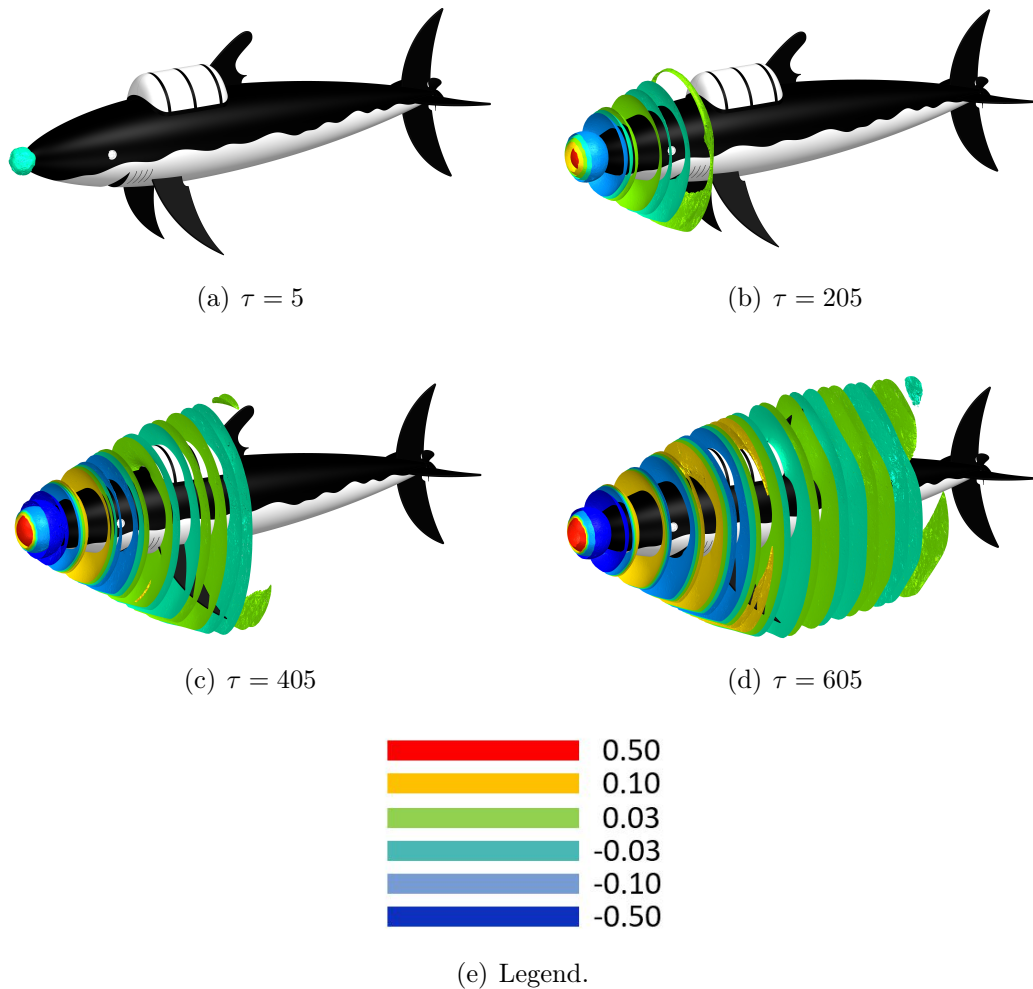 (a) τ = 5
(b) τ = 205
(c) τ = 405
(d) τ = 605
0.50
0.10
0.03
-0.03
-0.10
-0.50
(e) Legend.